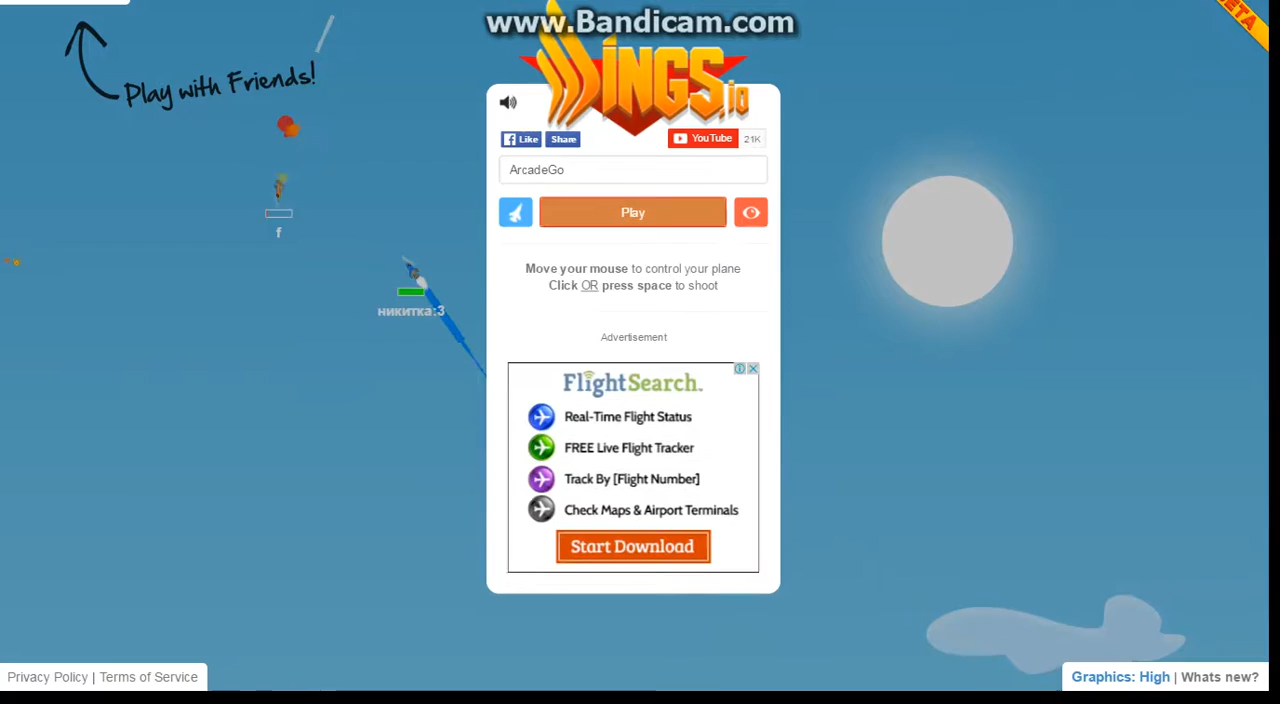 www.Bandicam.com
BETA
Play with Friends!
WINGS.io
Like Share
YouTube 21K
ArcadeGo
Play
f
никитка:3
Move your mouse to control your plane
Click OR press space to shoot
Advertisement
FlightSearch.
Real-Time Flight Status
FREE Live Flight Tracker
Track By [Flight Number]
Check Maps & Airport Terminals
Start Download
Privacy Policy | Terms of Service
Graphics: High | Whats new?